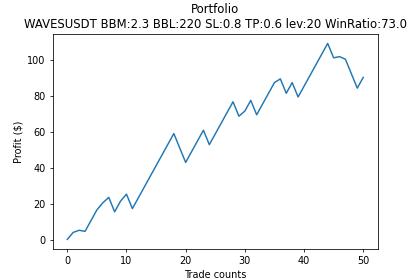 Portfolio
WAVESUSDT BBM:2.3 BBL:220 SL:0.8 TP:0.6 lev:20 WinRatio:73.0
100
80
60
40
20
0
Profit ($)
0 10 20 30 40 50
Trade counts